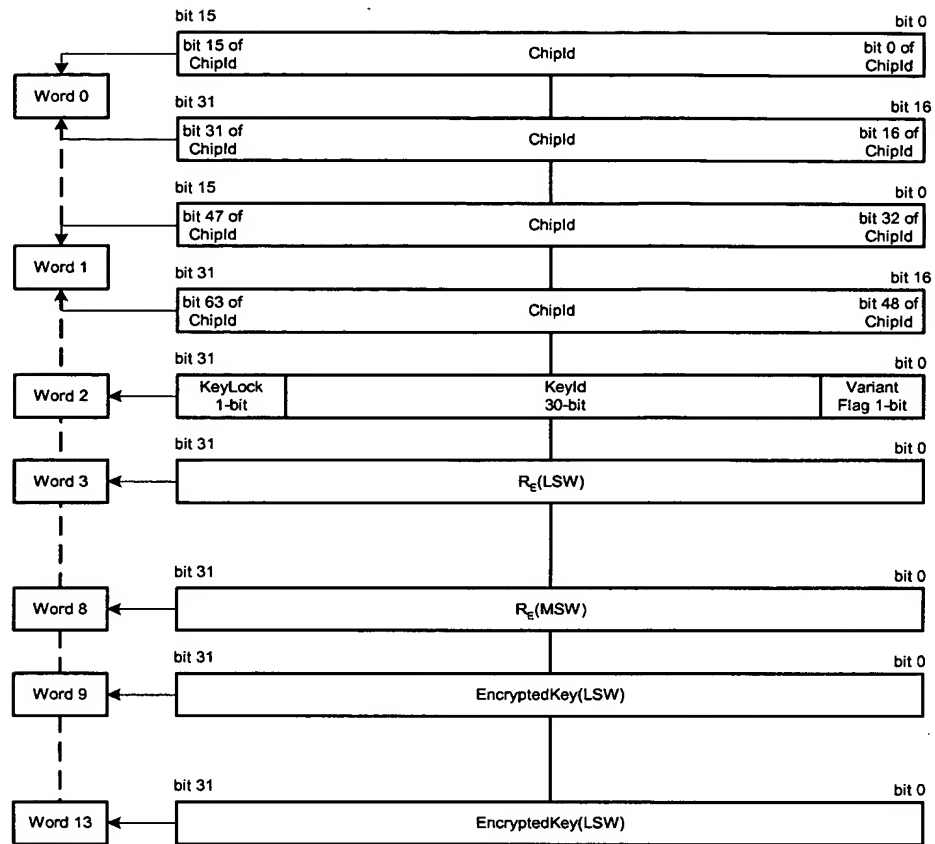 bit 15 bit 0
bit 15 of ChipId ChipId bit 0 of ChipId
Word 0
bit 31 bit 16
bit 31 of ChipId ChipId bit 16 of ChipId
bit 15 bit 0
bit 47 of ChipId ChipId bit 32 of ChipId
Word 1
bit 31 bit 16
bit 63 of ChipId ChipId bit 48 of ChipId
bit 31 bit 0
Word 2
KeyLock 1-bit KeyId 30-bit Variant Flag 1-bit
bit 31 bit 0
Word 3 R_E(LSW)
bit 31 bit 0
Word 8 R_E(MSW)
bit 31 bit 0
Word 9 EncryptedKey(LSW)
bit 31 bit 0
Word 13 EncryptedKey(LSW)